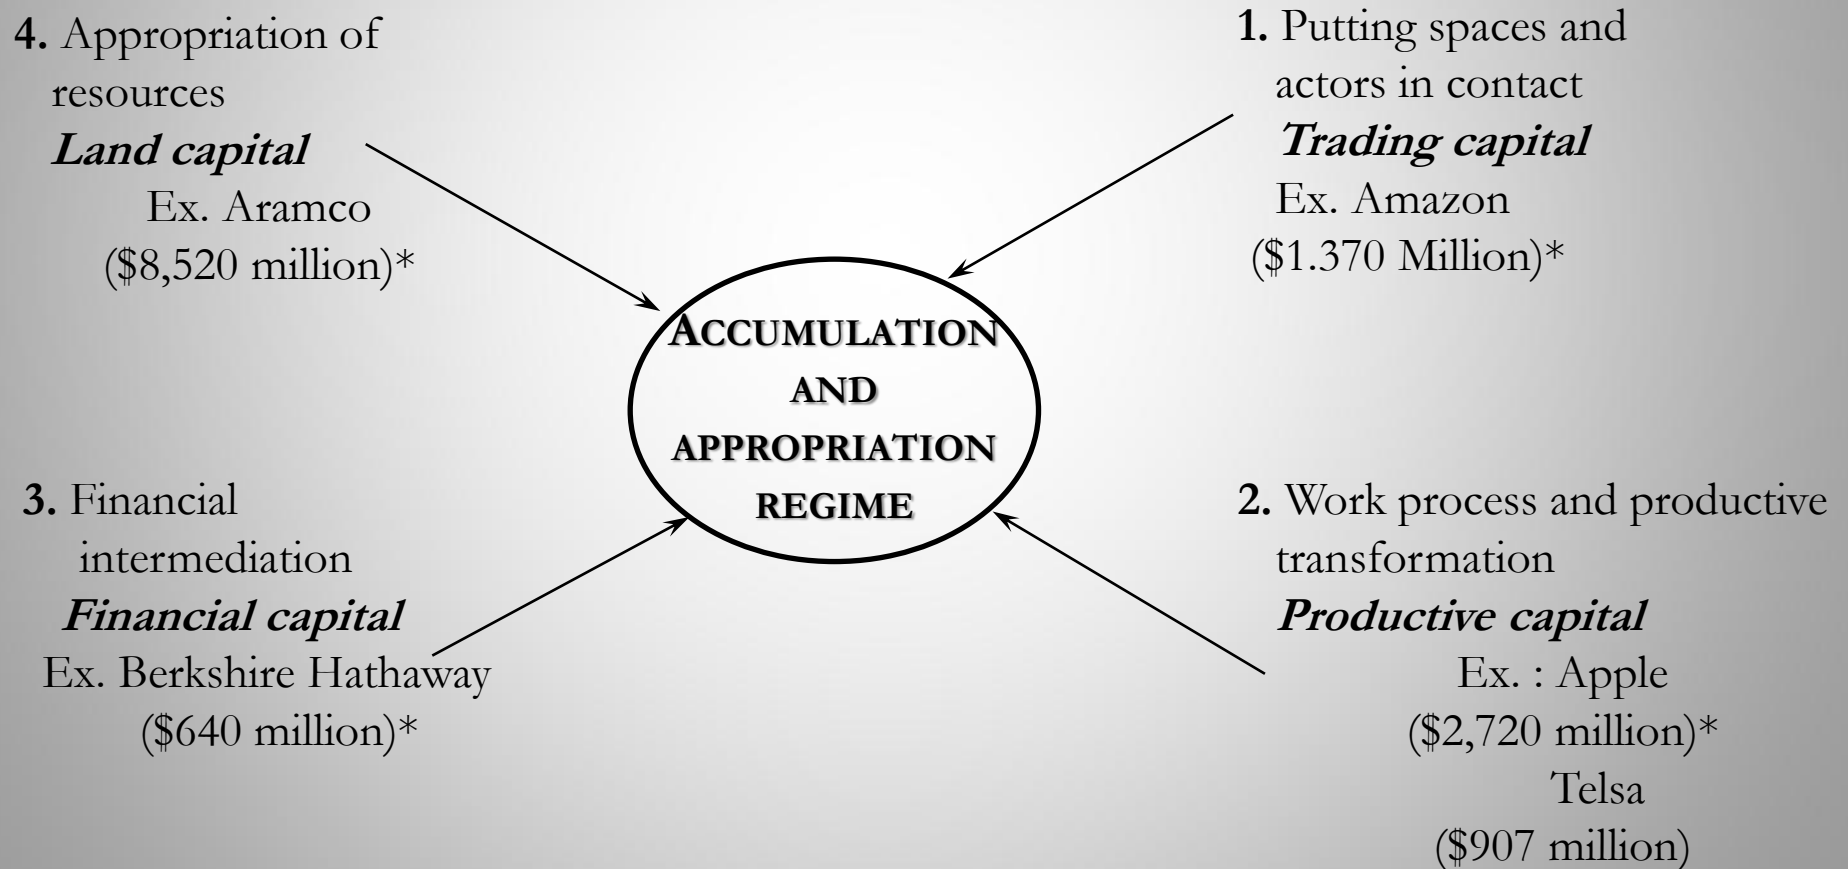 4. Appropriation of
resources
Land capital
Ex. Aramco
($8,520 million)*
1. Putting spaces and
actors in contact
Trading capital
Ex. Amazon
($1.370 Million)*
ACCUMULATION
AND
APPROPRIATION
REGIME
3. Financial
intermediation
Financial capital
Ex. Berkshire Hathaway
($640 million)*
2. Work process and productive
transformation
Productive capital
Ex. : Apple
($2,720 million)*
Telsa
($907 million)